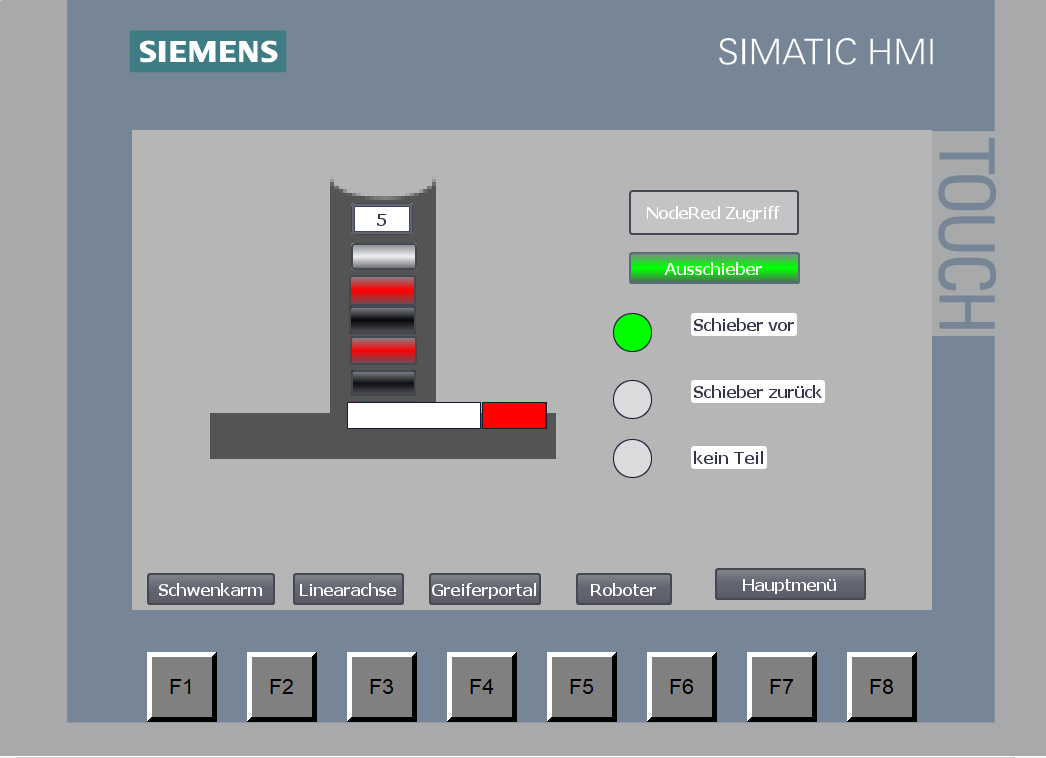 SIEMENS
SIMATIC HMI
TOUCH
5
NodeRed Zugriff
Ausschieber
Schieber vor
Schieber zurück
kein Teil
Schwenkarm
Linearachse
Greiferportal
Roboter
Hauptmenü
F1
F2
F3
F4
F5
F6
F7
F8